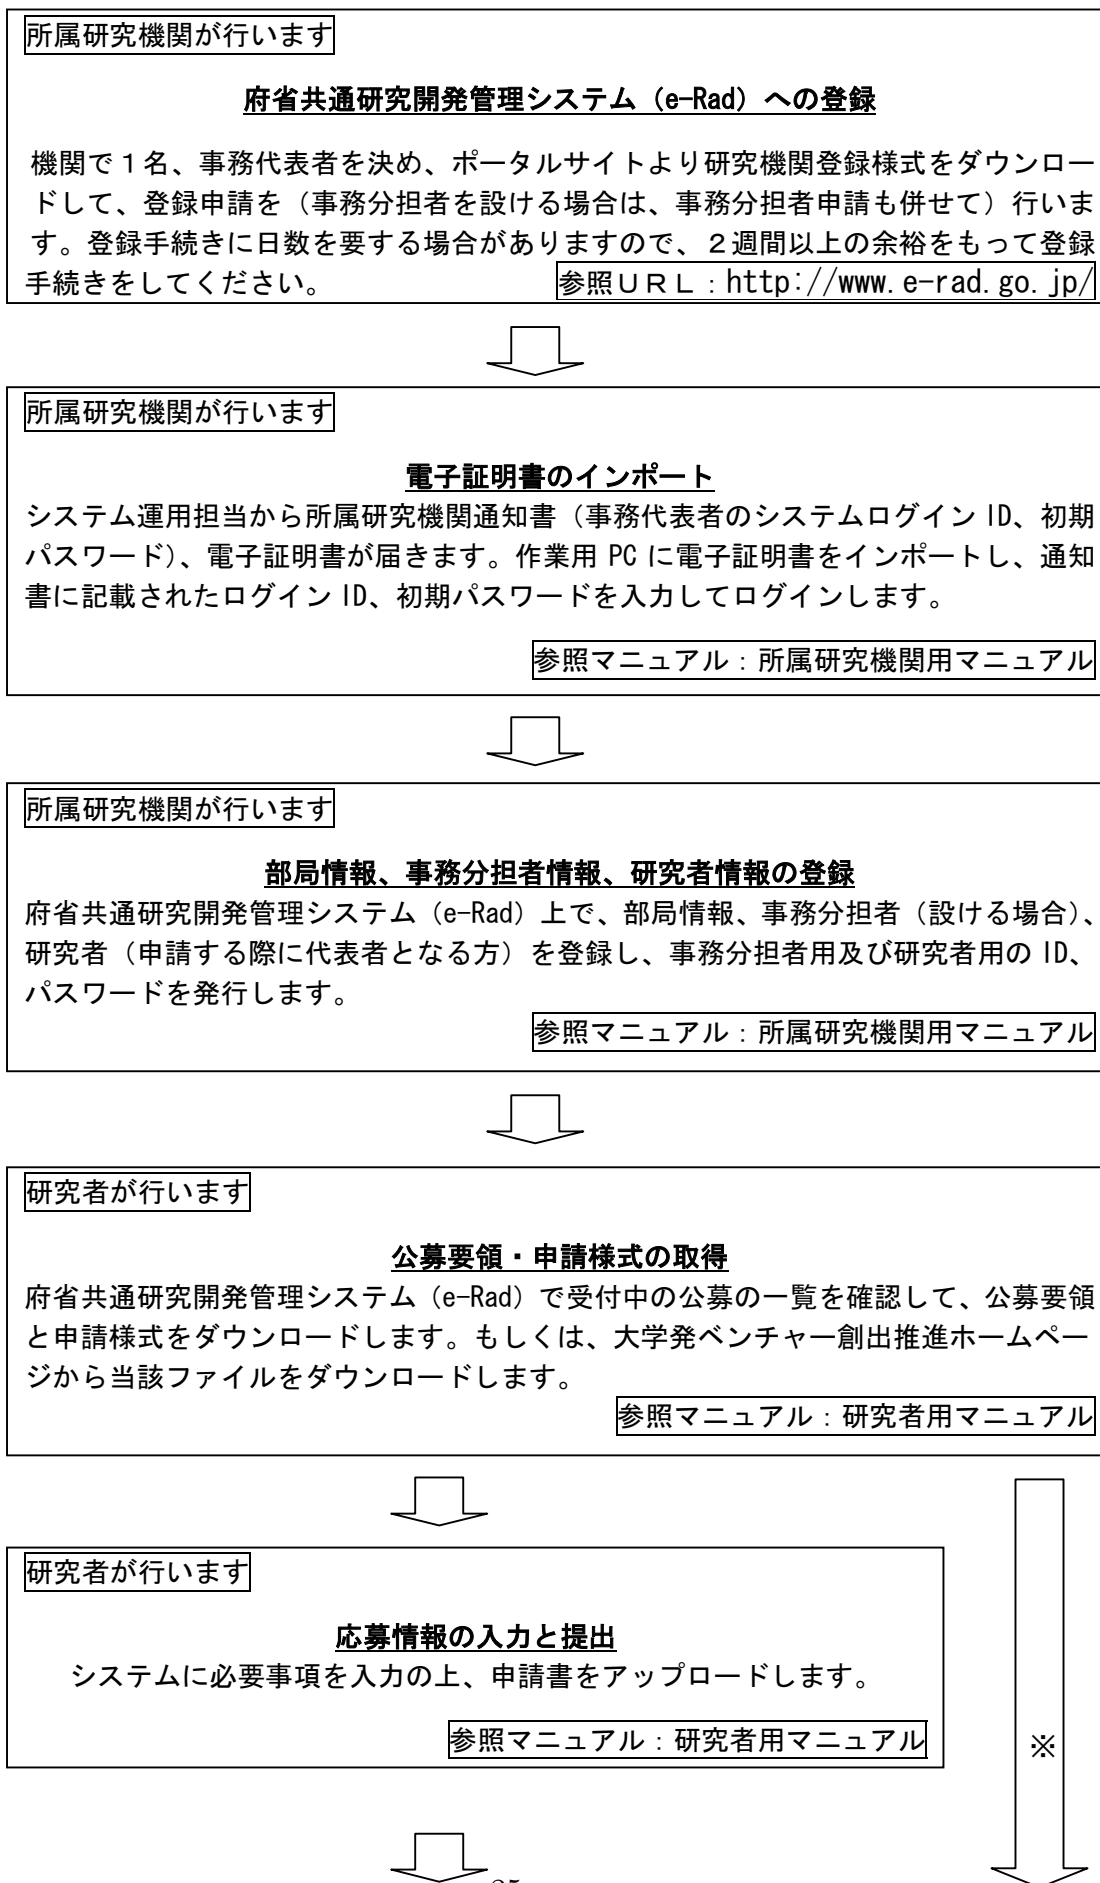 所属研究機関が行います
府省共通研究開発管理システム（e-Rad）への登録
機関で１名、事務代表者を決め、ポータルサイトより研究機関登録様式をダウンロー
ドして、登録申請を（事務分担者を設ける場合は、事務分担者申請も併せて）行いま
す。登録手続きに日数を要する場合がありますので、２週間以上の余裕をもって登録
手続きをしてください。 参照ＵＲＬ：http://www.e-rad.go.jp/
所属研究機関が行います
電子証明書のインポート
システム運用担当から所属研究機関通知書（事務代表者のシステムログイン ID、初期
パスワード）、電子証明書が届きます。作業用 PC に電子証明書をインポートし、通知
書に記載されたログイン ID、初期パスワードを入力してログインします。
参照マニュアル：所属研究機関用マニュアル
所属研究機関が行います
部局情報、事務分担者情報、研究者情報の登録
府省共通研究開発管理システム（e-Rad）上で、部局情報、事務分担者（設ける場合）、
研究者（申請する際に代表者となる方）を登録し、事務分担者用及び研究者用の ID、
パスワードを発行します。
参照マニュアル：所属研究機関用マニュアル
研究者が行います
公募要領・申請様式の取得
府省共通研究開発管理システム（e-Rad）で受付中の公募の一覧を確認して、公募要領
と申請様式をダウンロードします。もしくは、大学発ベンチャー創出推進ホームペー
ジから当該ファイルをダウンロードします。
参照マニュアル：研究者用マニュアル
研究者が行います
応募情報の入力と提出
システムに必要事項を入力の上、申請書をアップロードします。
参照マニュアル：研究者用マニュアル
※